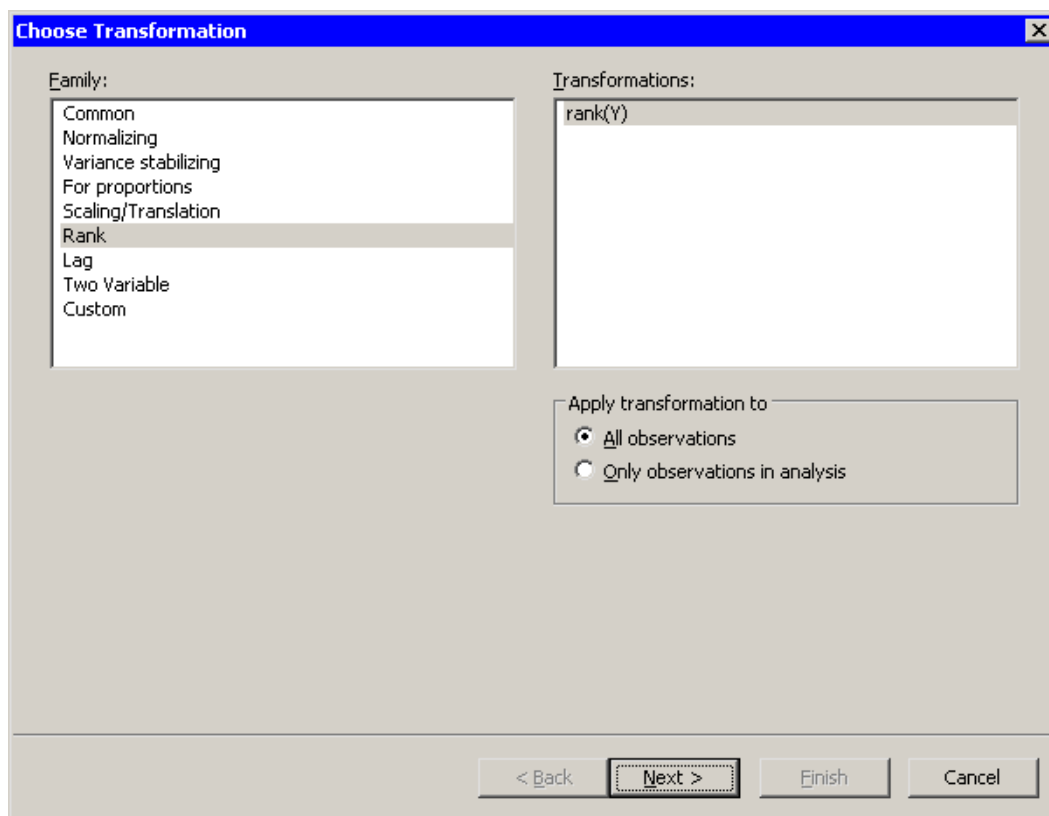 Choose Transformation
Family:
Common
Normalizing
Variance stabilizing
For proportions
Scaling/Translation
Rank
Lag
Two Variable
Custom
Transformations:
rank(Y)
Apply transformation to
All observations
Only observations in analysis
< Back
Next >
Finish
Cancel